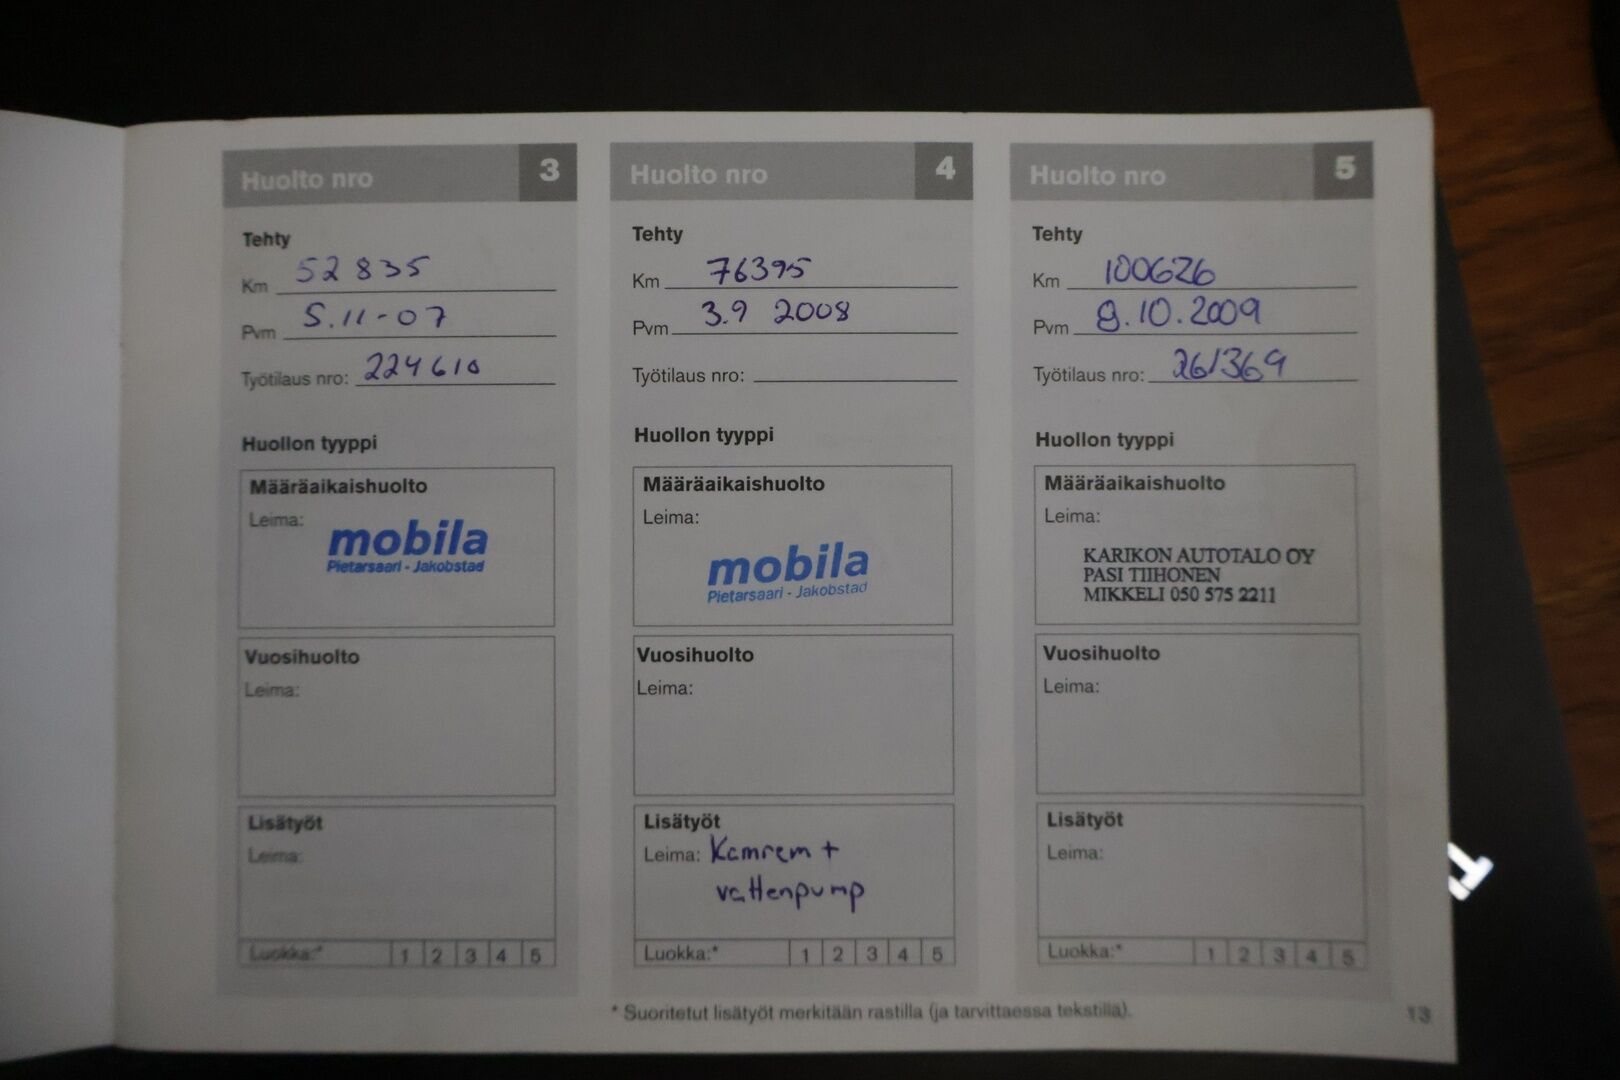 Huolto nro 3
Tehty
Km 52 835
Pvm 5.11-07
Työtilaus nro: 224610
Huollon tyyppi
Määräaikaishuolto
Leima:
mobila
Pietarsaari - Jakobstad
Vuosihuolto
Leima:
Lisätyöt
Leima:
Luokka:* 1 2 3 4 5
Huolto nro 4
Tehty
Km 76395
Pvm 3.9 2008
Työtilaus nro:
Huollon tyyppi
Määräaikaishuolto
Leima:
mobila
Pietarsaari - Jakobstad
Vuosihuolto
Leima:
Lisätyöt
Leima: Kamrem +
vattenpump
Luokka:* 1 2 3 4 5
Huolto nro 5
Tehty
Km 100626
Pvm 8.10.2009
Työtilaus nro: 261369
Huollon tyyppi
Määräaikaishuolto
Leima:
KARIKON AUTOTALO OY
PASI TIIHONEN
MIKKELI 050 575 2211
Vuosihuolto
Leima:
Lisätyöt
Leima:
Luokka:* 1 2 3 4 5
* Suoritetut lisätyöt merkitään rastilla (ja tarvittaessa tekstillä).
13